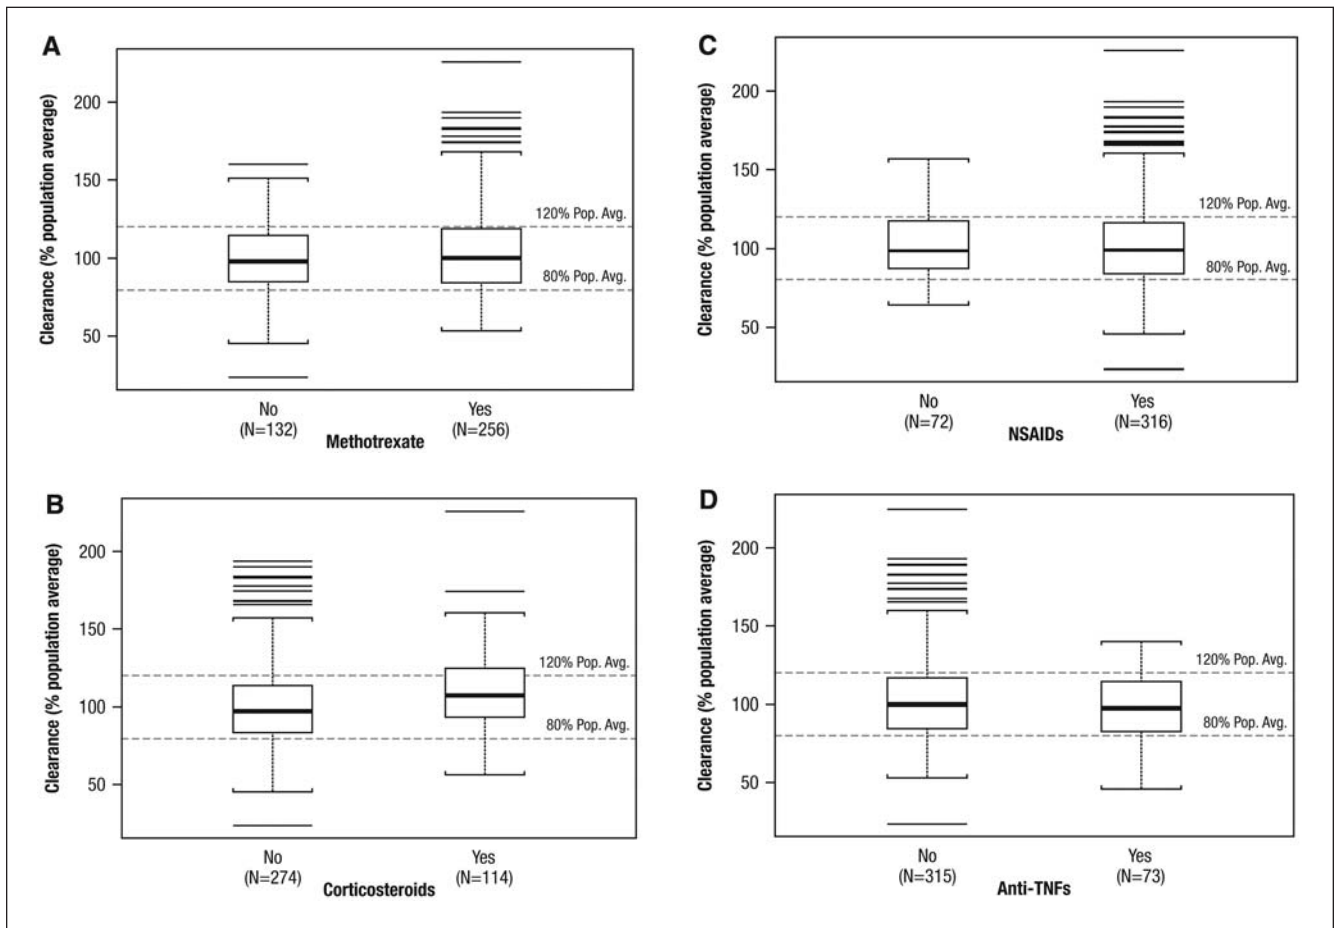 A
Clearance (% population average)
200
150
100
50
120% Pop. Avg.
80% Pop. Avg.
No
(N=132)
Yes
(N=256)
Methotrexate
B
Clearance (% population average)
200
150
100
50
120% Pop. Avg.
80% Pop. Avg.
No
(N=274)
Yes
(N=114)
Corticosteroids
C
Clearance (% population average)
200
150
100
50
120% Pop. Avg.
80% Pop. Avg.
No
(N=72)
Yes
(N=316)
NSAIDs
D
Clearance (% population average)
200
150
100
50
120% Pop. Avg.
80% Pop. Avg.
No
(N=315)
Yes
(N=73)
Anti-TNFs